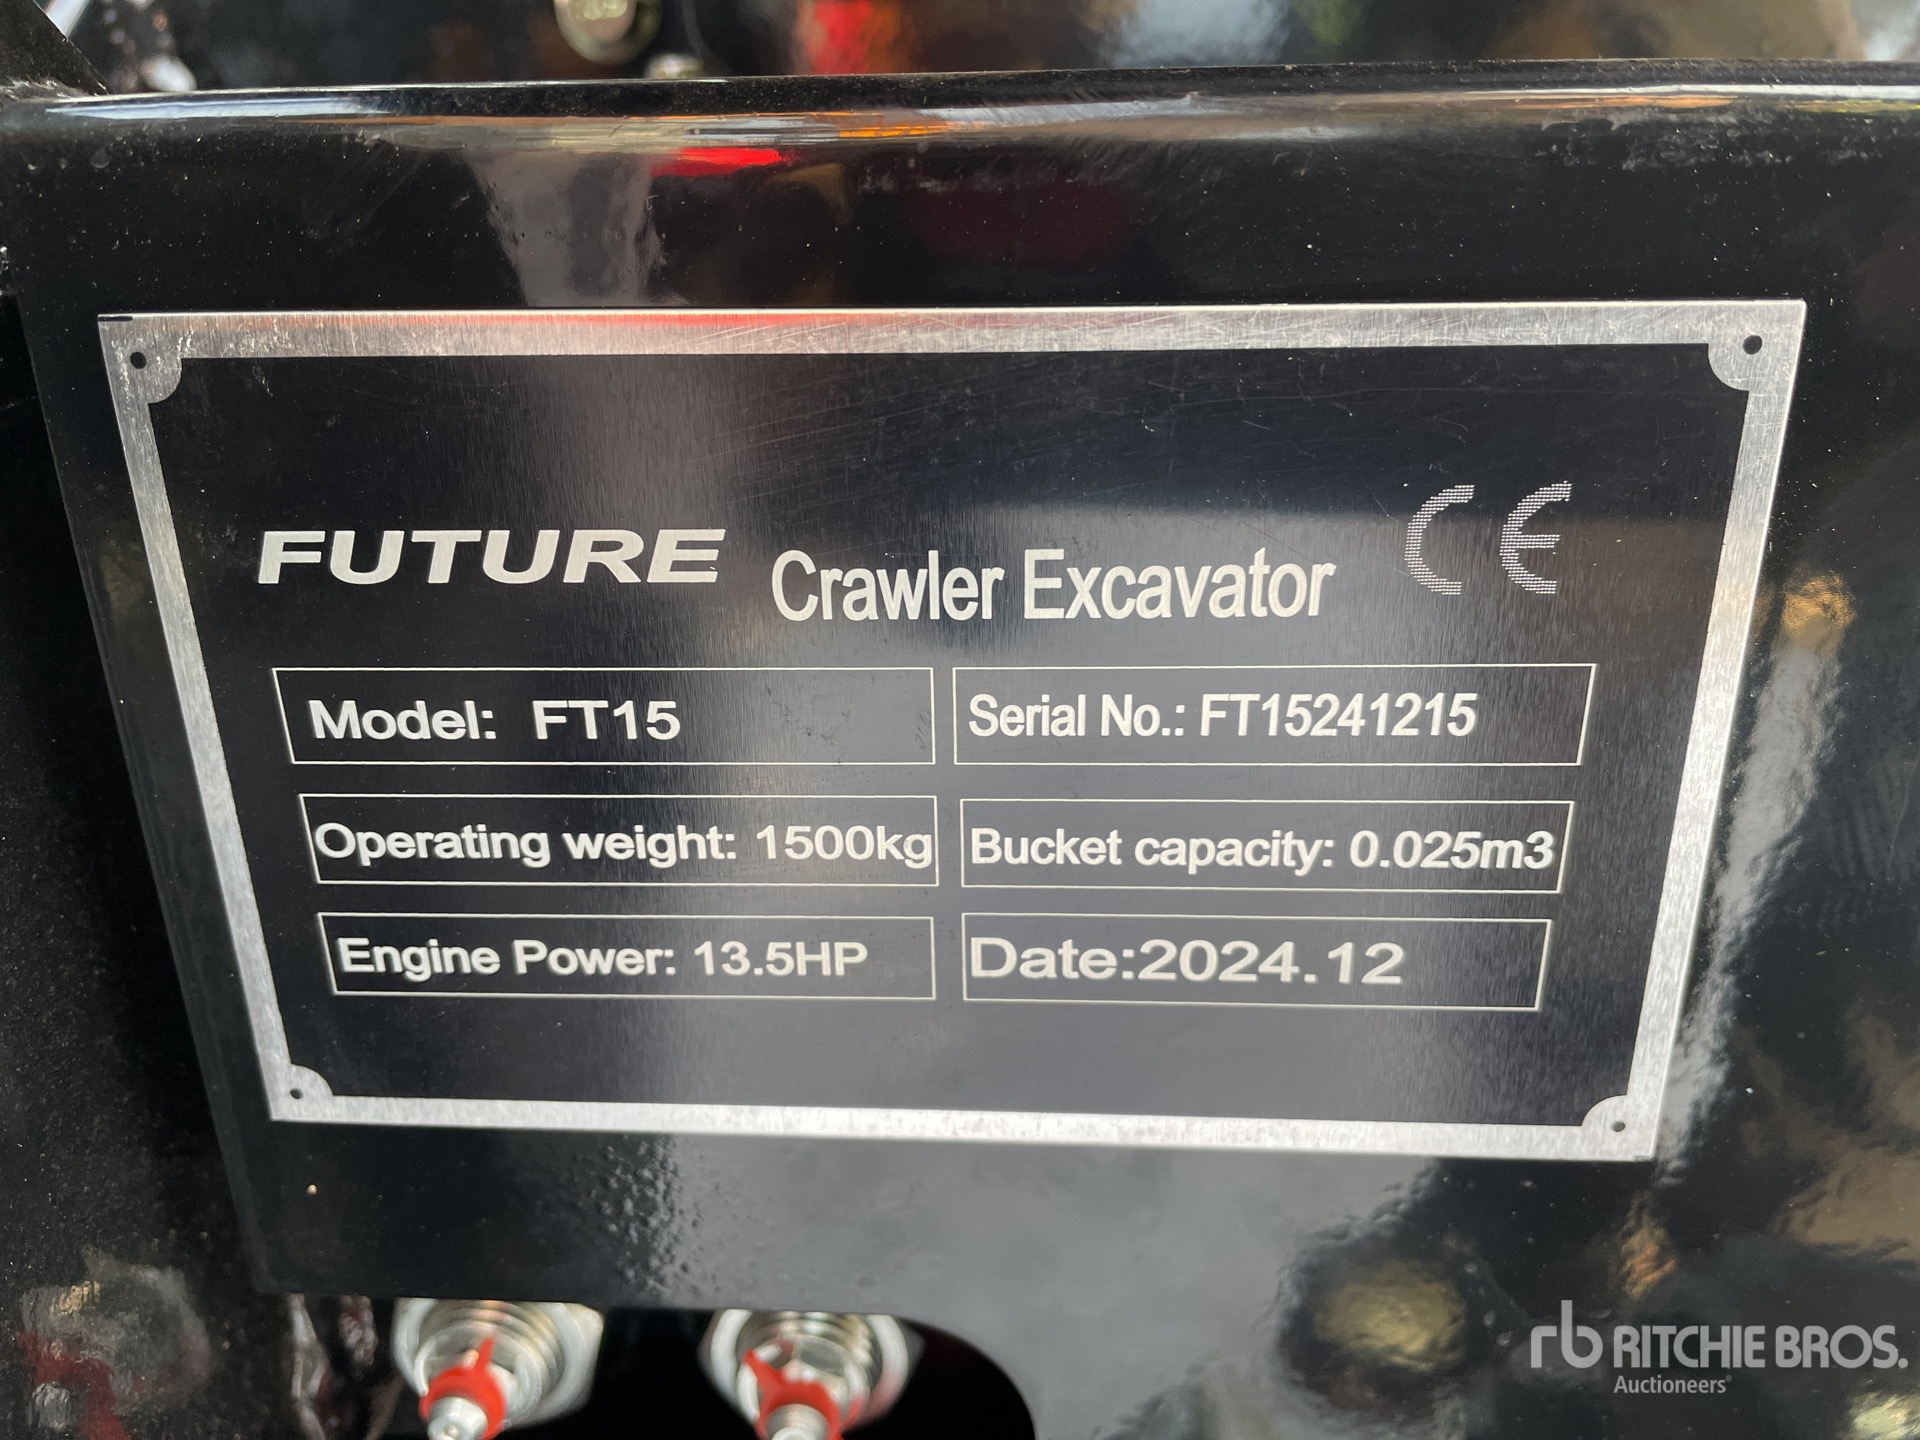 FUTURE Crawler Excavator CE
Model: FT15
Serial No.: FT15241215
Operating weight: 1500kg
Bucket capacity: 0.025m3
Engine Power: 13.5HP
Date:2024.12
rb RITCHIE BROS.
Auctioneers